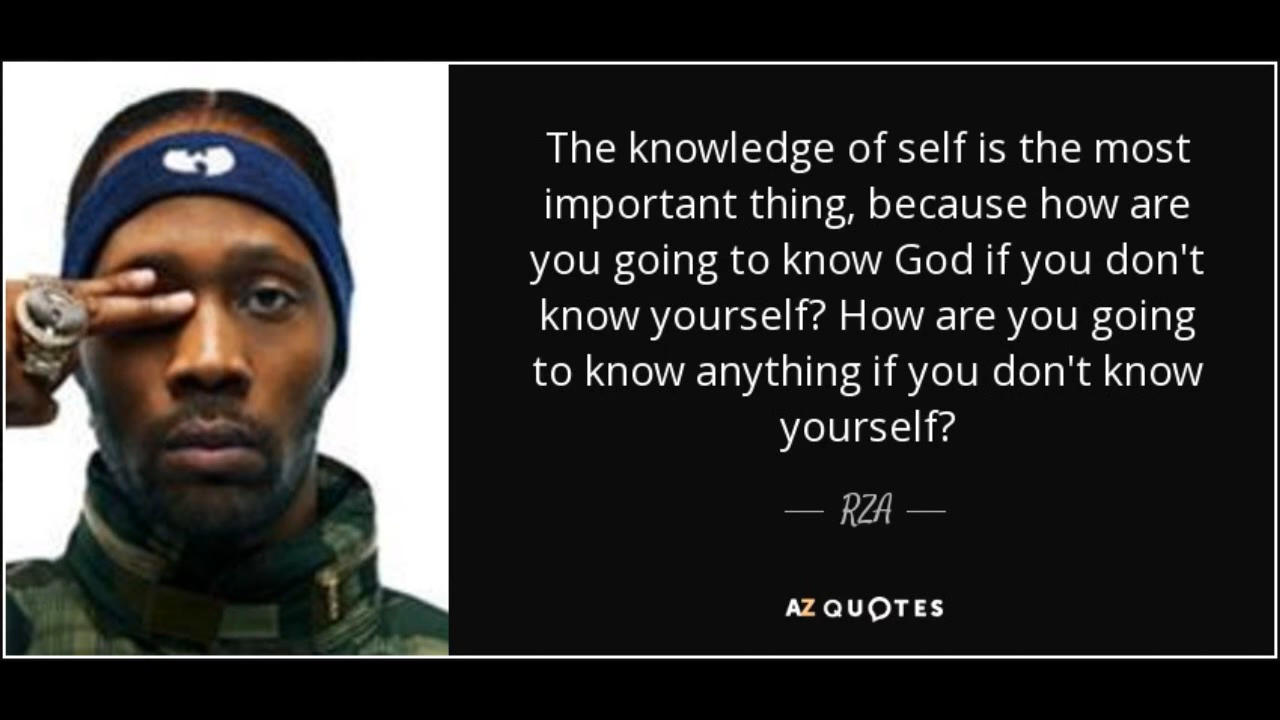 The knowledge of self is the most
important thing, because how are
you going to know God if you don't
know yourself? How are you going
to know anything if you don't know
yourself?
— RZA —
AZ QUOTES